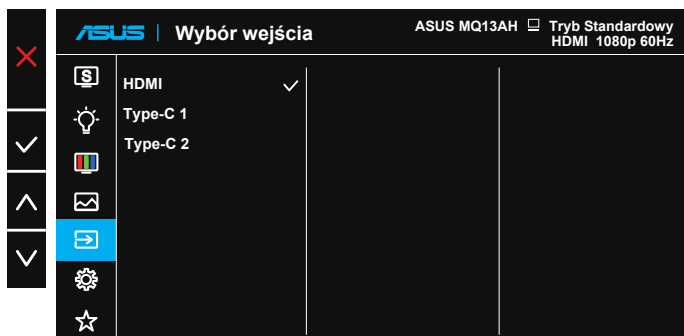 ASUS Wybór wejścia ASUS MQ13AH Tryb Standardowy
HDMI 1080p 60Hz
S
HDMI
Type-C 1
Type-C 2